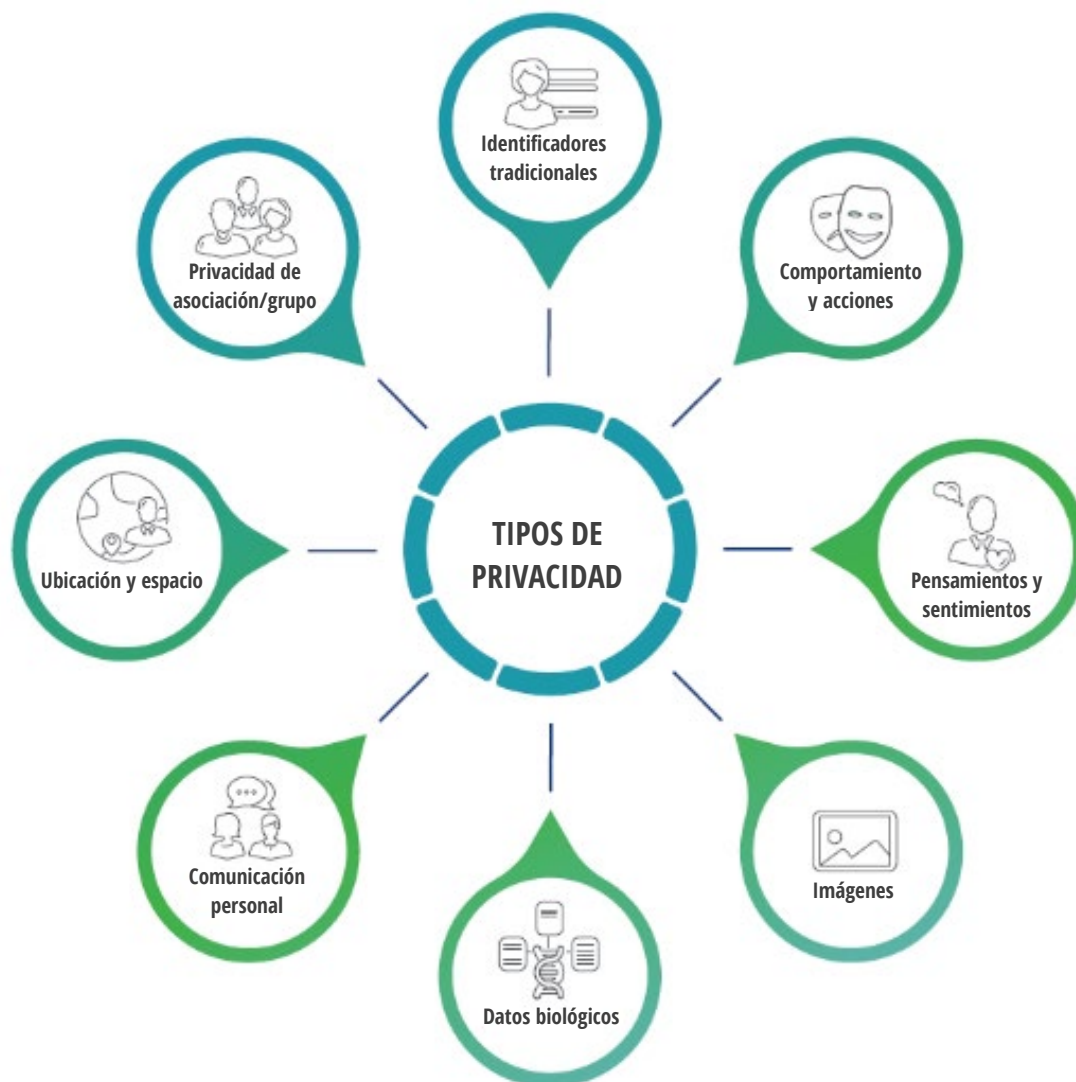 TIPOS DE
PRIVACIDAD
Identificadores
tradicionales
Comportamiento
y acciones
Pensamientos y
sentimientos
Imágenes
Datos biológicos
Comunicación
personal
Ubicación y espacio
Privacidad de
asociación/grupo